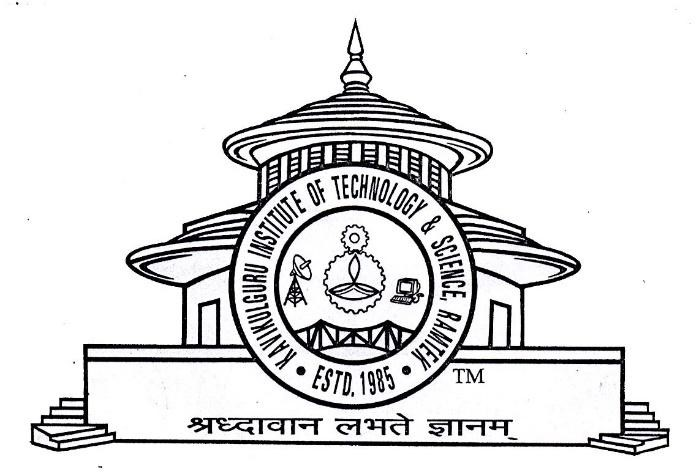 KAVIKULGURU INSTITUTE OF TECHNOLOGY & SCIENCE, RAMTEK
• ESTD. 1985 •
TM
श्रध्दावान लभते ज्ञानम्